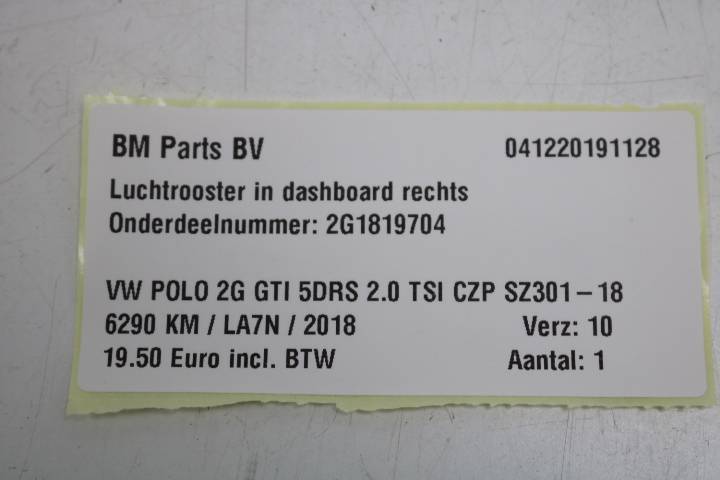 BM Parts BV 041220191128
Luchtrooster in dashboard rechts
Onderdeelnummer: 2G1819704
VW POLO 2G GTI 5DRS 2.0 TSI CZP SZ301-18
6290 KM / LA7N / 2018 Verz: 10
19.50 Euro incl. BTW Aantal: 1